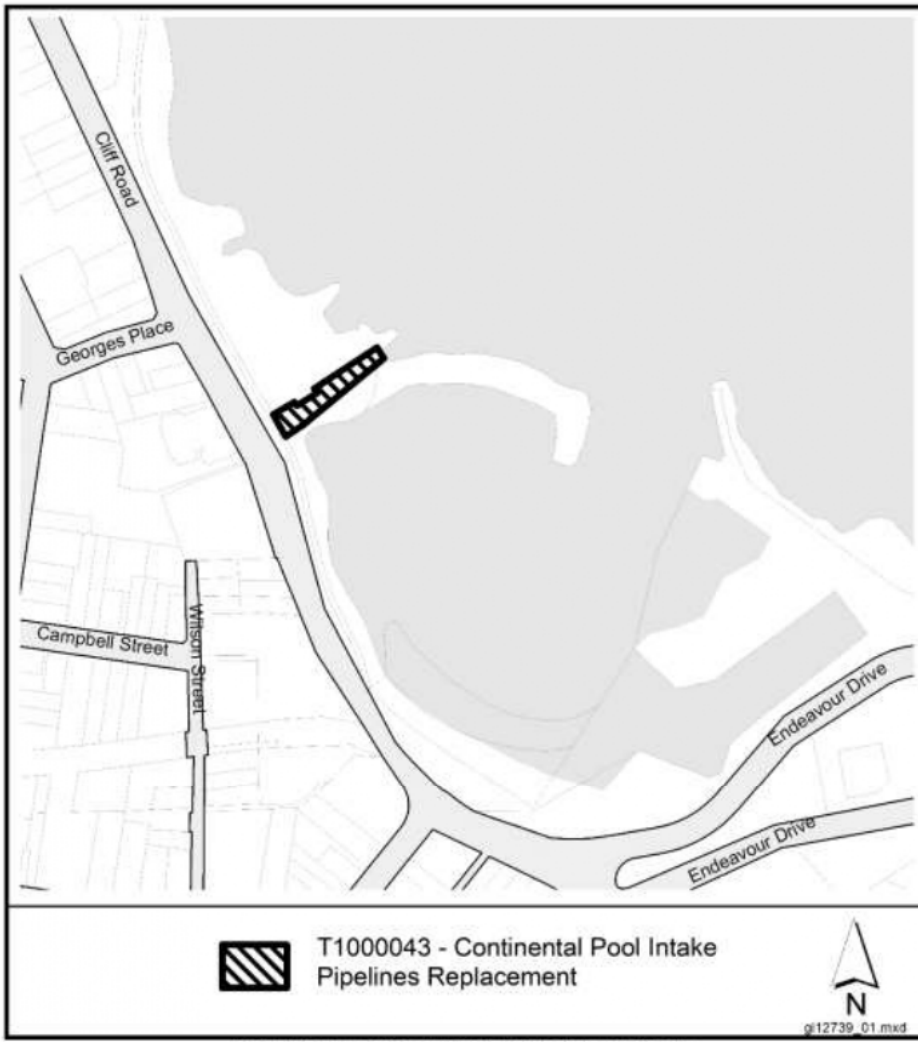 Cliff Road
Georges Place
Campbell Street
Wilson Street
Endeavour Drive
Endeavour Drive
T1000043 - Continental Pool Intake
Pipelines Replacement
N
gl12739_01.mxd